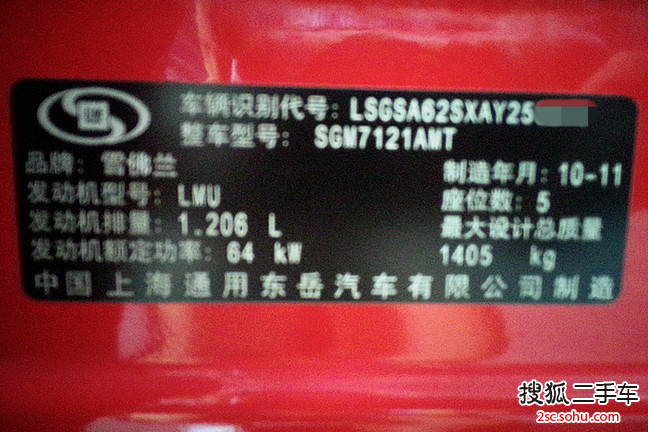 车辆识别代号: LSGSA62SXAY25
整车型号: SGM7121AMT
品牌: 雪佛兰 制造年月: 10-11
发动机型号: LMU 座位数: 5
发动机排量: 1.206 L 最大设计总质量
发动机额定功率: 64 kW 1405 kg
中国上海通用东岳汽车有限公司制造
搜狐二手车
2sc.sohu.com